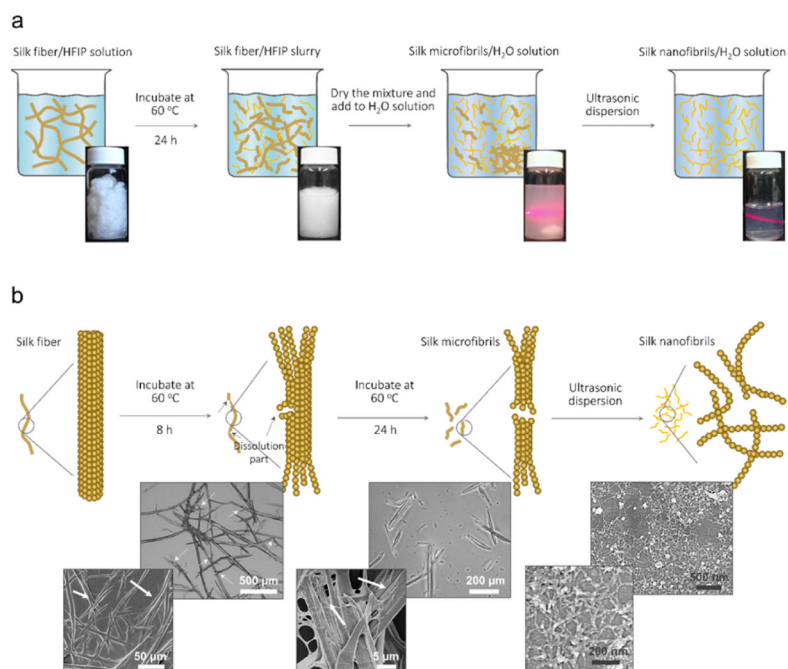 a
Silk fiber/HFIP solution
Incubate at
60 °C
24 h
Silk fiber/HFIP slurry
Dry the mixture and
add to H₂O solution
Silk microfibrils/H₂O solution
Ultrasonic
dispersion
Silk nanofibrils/H₂O solution
b
Silk fiber
Incubate at
60 °C
8 h
Dissolution
part
Incubate at
60 °C
24 h
Silk microfibrils
Ultrasonic
dispersion
Silk nanofibrils
500 µm
50 µm
200 µm
5 µm
500 nm
200 nm